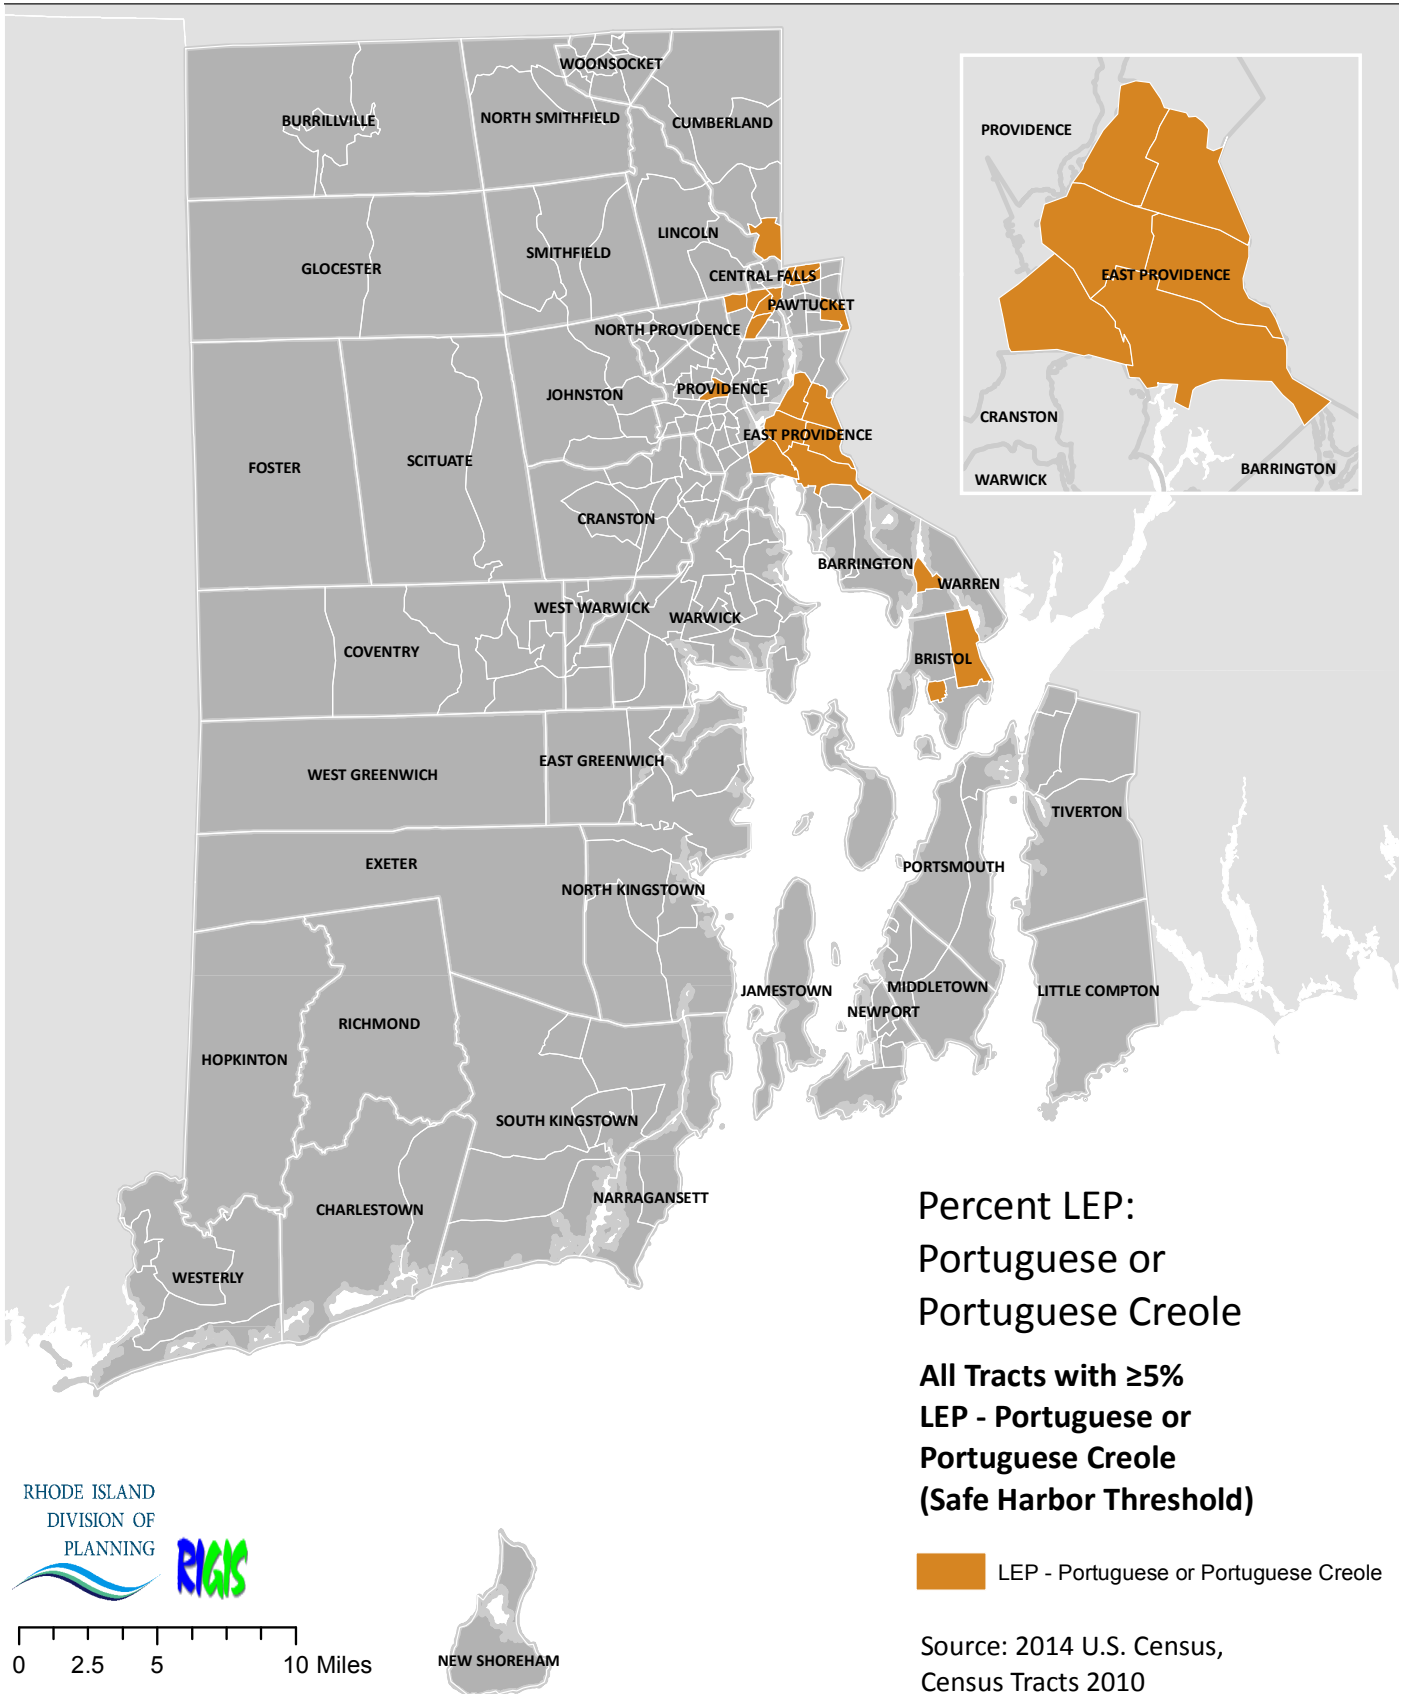 WOONSOCKET
BURRILLVILLE
NORTH SMITHFIELD
CUMBERLAND
LINCOLN
SMITHFIELD
GLOCESTER
CENTRAL FALLS
PAWTUCKET
NORTH PROVIDENCE
PROVIDENCE
JOHNSTON
EAST PROVIDENCE
SCITUATE
FOSTER
CRANSTON
BARRINGTON
WARREN
WEST WARWICK
WARWICK
COVENTRY
BRISTOL
EAST GREENWICH
WEST GREENWICH
TIVERTON
EXETER
PORTSMOUTH
NORTH KINGSTOWN
JAMESTOWN
MIDDLETOWN
LITTLE COMPTON
NEWPORT
RICHMOND
HOPKINTON
SOUTH KINGSTOWN
NARRAGANSETT
CHARLESTOWN
WESTERLY
NEW SHOREHAM
PROVIDENCE
EAST PROVIDENCE
CRANSTON
BARRINGTON
WARWICK
Percent LEP:
Portuguese or
Portuguese Creole
All Tracts with ≥5%
LEP - Portuguese or
Portuguese Creole
(Safe Harbor Threshold)
LEP - Portuguese or Portuguese Creole
Source: 2014 U.S. Census,
Census Tracts 2010
RHODE ISLAND
DIVISION OF
PLANNING
RIGIS
0 2.5 5 10 Miles